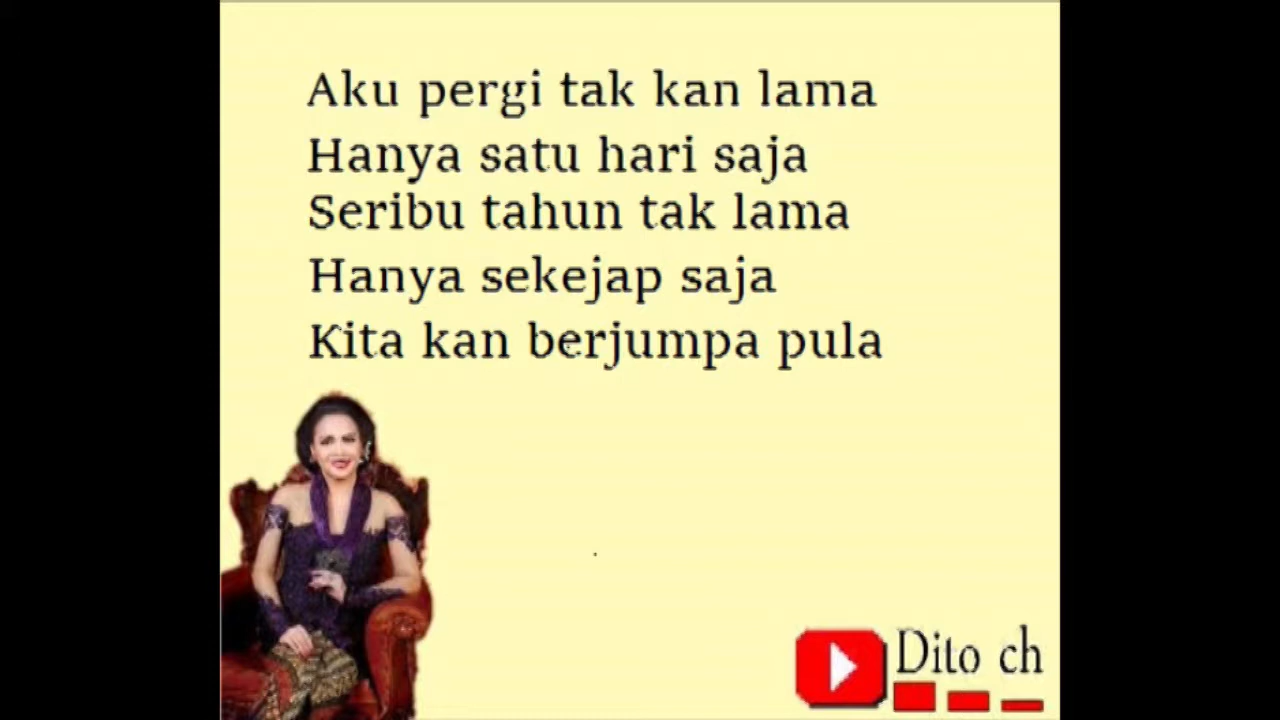 Aku pergi tak kan lama
Hanya satu hari saja
Seribu tahun tak lama
Hanya sekejap saja
Kita kan berjumpa pula
Dito ch